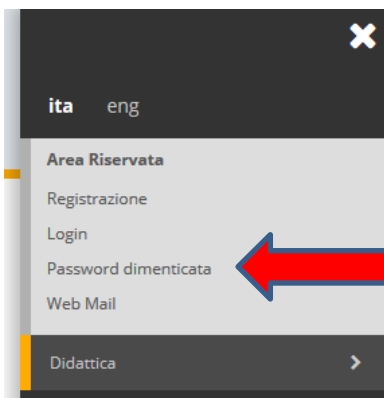 ita eng
Area Riservata
Registrazione
Login
Password dimenticata
Web Mail
Didattica